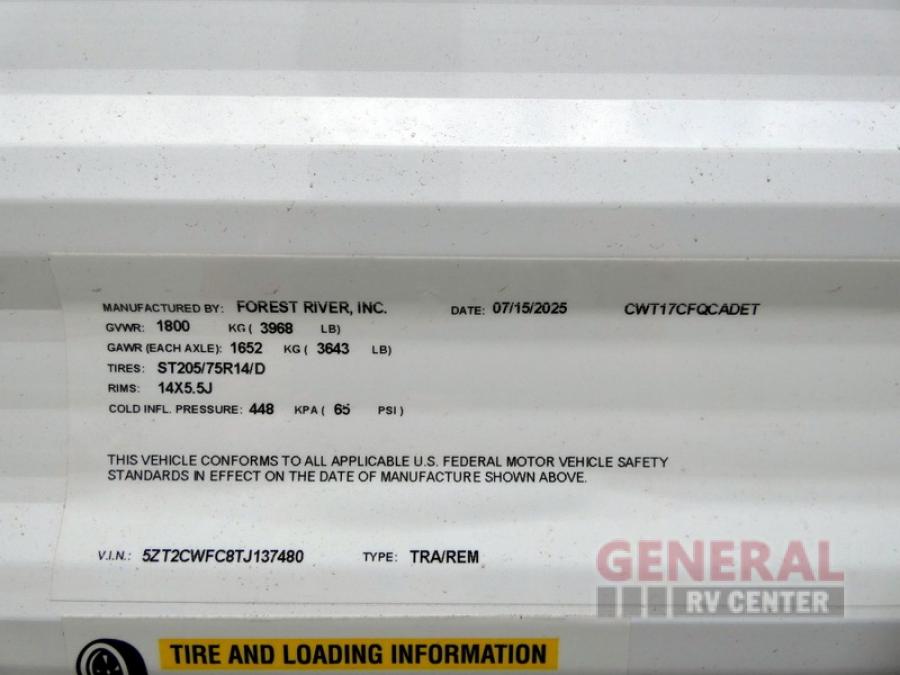 MANUFACTURED BY: FOREST RIVER, INC. DATE: 07/15/2025 CWT17CFQCADET
GVWR: 1800 KG ( 3968 LB)
GAWR (EACH AXLE): 1652 KG ( 3643 LB)
TIRES: ST205/75R14/D
RIMS: 14X5.5J
COLD INFL. PRESSURE: 448 KPA ( 65 PSI )
THIS VEHICLE CONFORMS TO ALL APPLICABLE U.S. FEDERAL MOTOR VEHICLE SAFETY
STANDARDS IN EFFECT ON THE DATE OF MANUFACTURE SHOWN ABOVE.
V.I.N.: 5ZT2CWFC8TJ137480 TYPE: TRA/REM
GENERAL
RV CENTER
TIRE AND LOADING INFORMATION